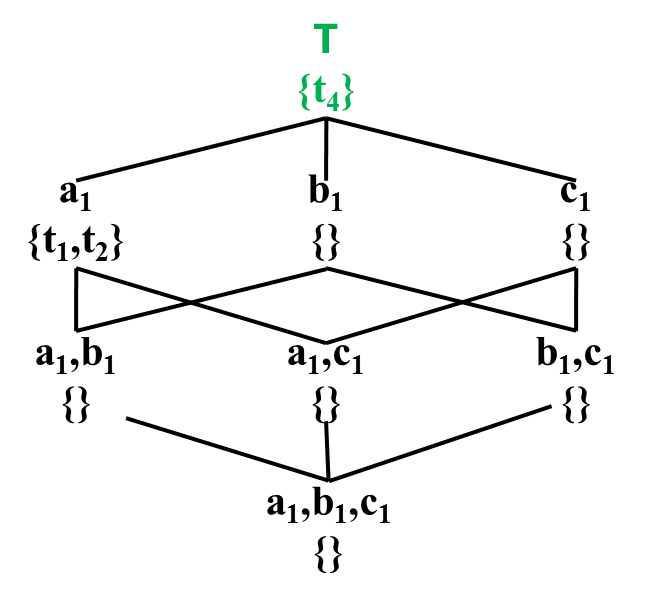 T
{t₄}
a₁ b₁ c₁
{t₁,t₂} {} {}
a₁,b₁ a₁,c₁ b₁,c₁
{} {} {}
a₁,b₁,c₁
{}